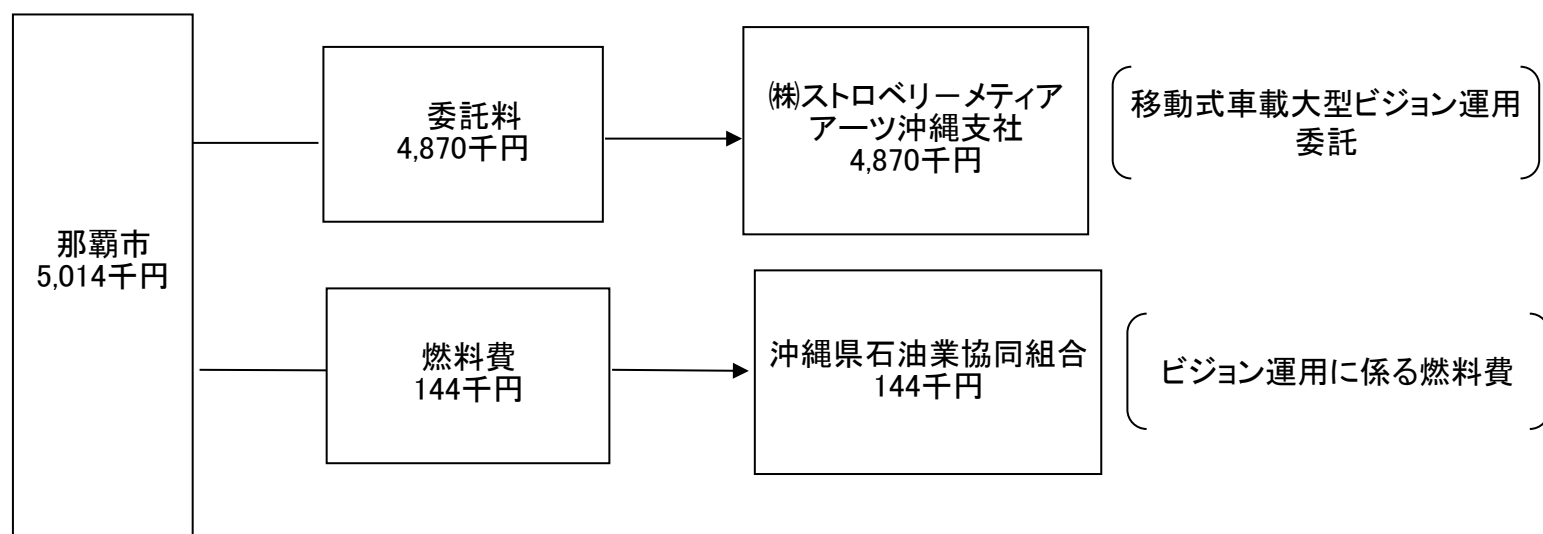 那覇市
5,014千円
委託料
4,870千円
㈱ストロベリーメティア
アーツ沖縄支社
4,870千円
移動式車載大型ビジョン運用
委託
燃料費
144千円
沖縄県石油業協同組合
144千円
ビジョン運用に係る燃料費